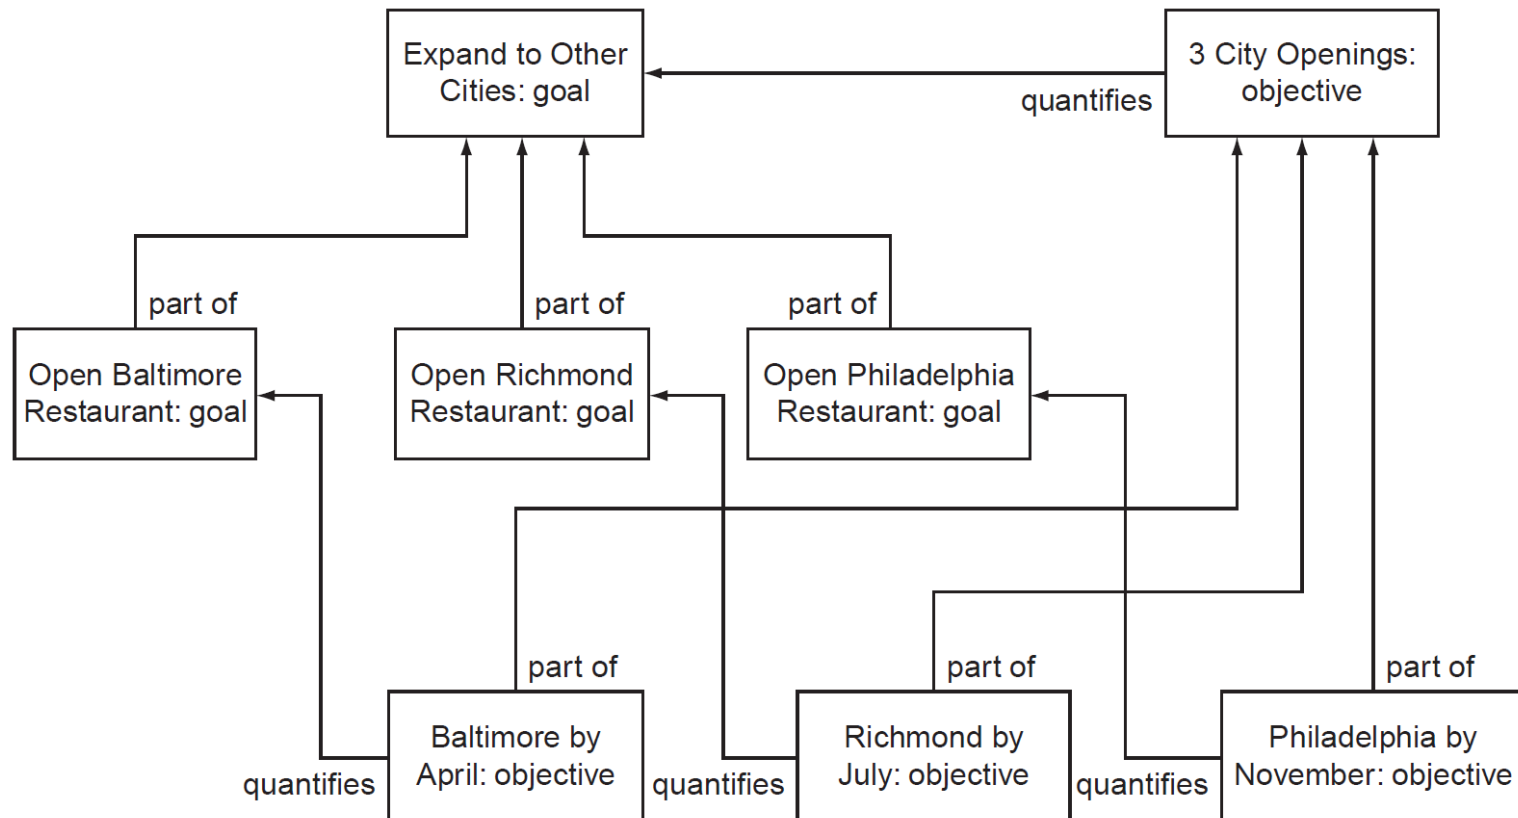 Expand to Other
Cities: goal
3 City Openings:
objective
quantifies
part of
part of
part of
Open Baltimore
Restaurant: goal
Open Richmond
Restaurant: goal
Open Philadelphia
Restaurant: goal
part of
part of
part of
Baltimore by
April: objective
Richmond by
July: objective
Philadelphia by
November: objective
quantifies
quantifies
quantifies